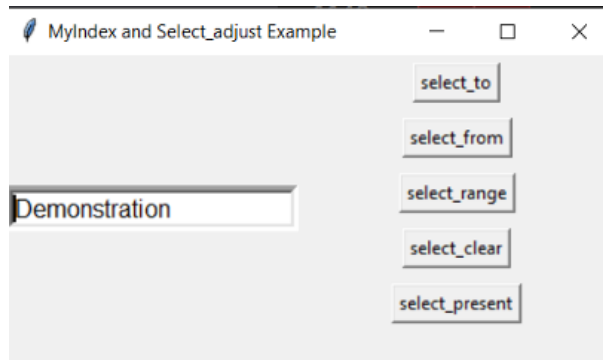 MyIndex and Select_adjust Example
select_to
select_from
select_range
Demonstration
select_clear
select_present